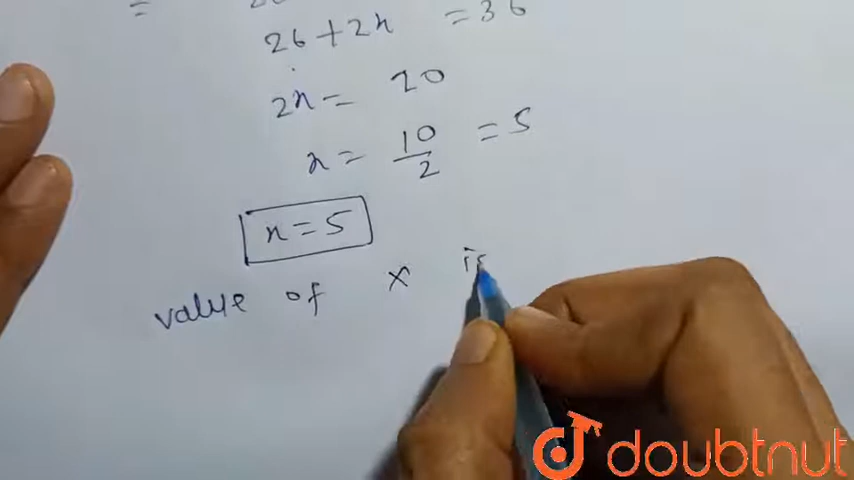 =
26+2x =36
2x = 20
x = 10/2 = 5
x = 5
value of x is
doubtnut